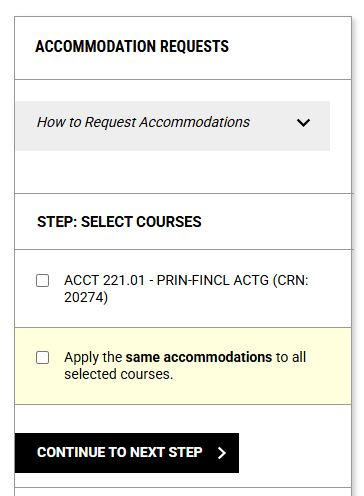 ACCOMMODATION REQUESTS
How to Request Accommodations
STEP: SELECT COURSES
ACCT 221.01 - PRIN-FINCL ACTG (CRN:
20274)
Apply the same accommodations to all
selected courses.
CONTINUE TO NEXT STEP